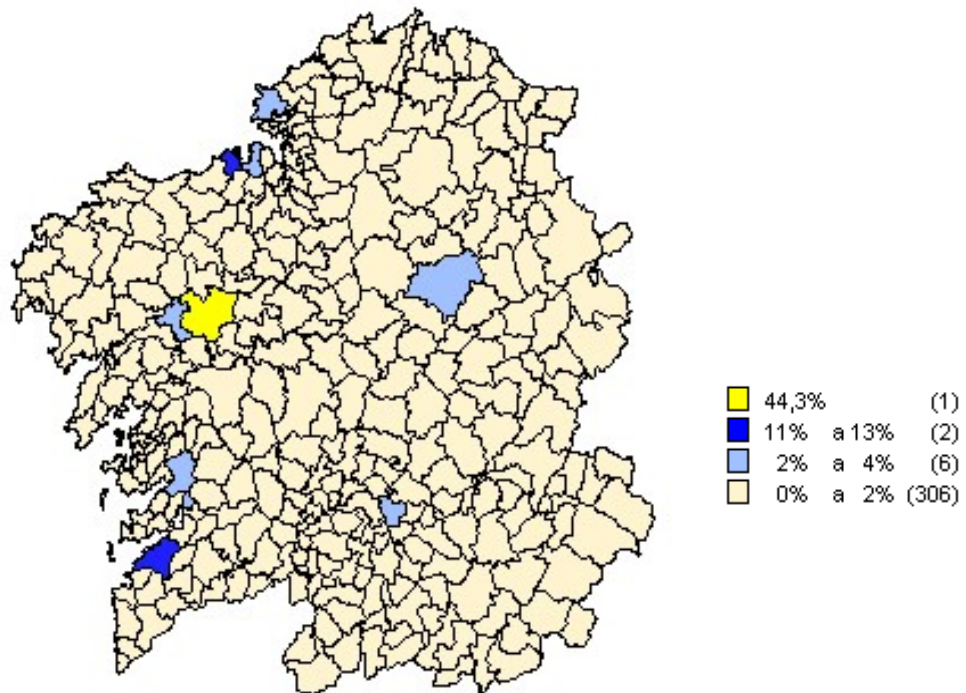 44,3% (1)
11% a 13% (2)
2% a 4% (6)
0% a 2% (306)